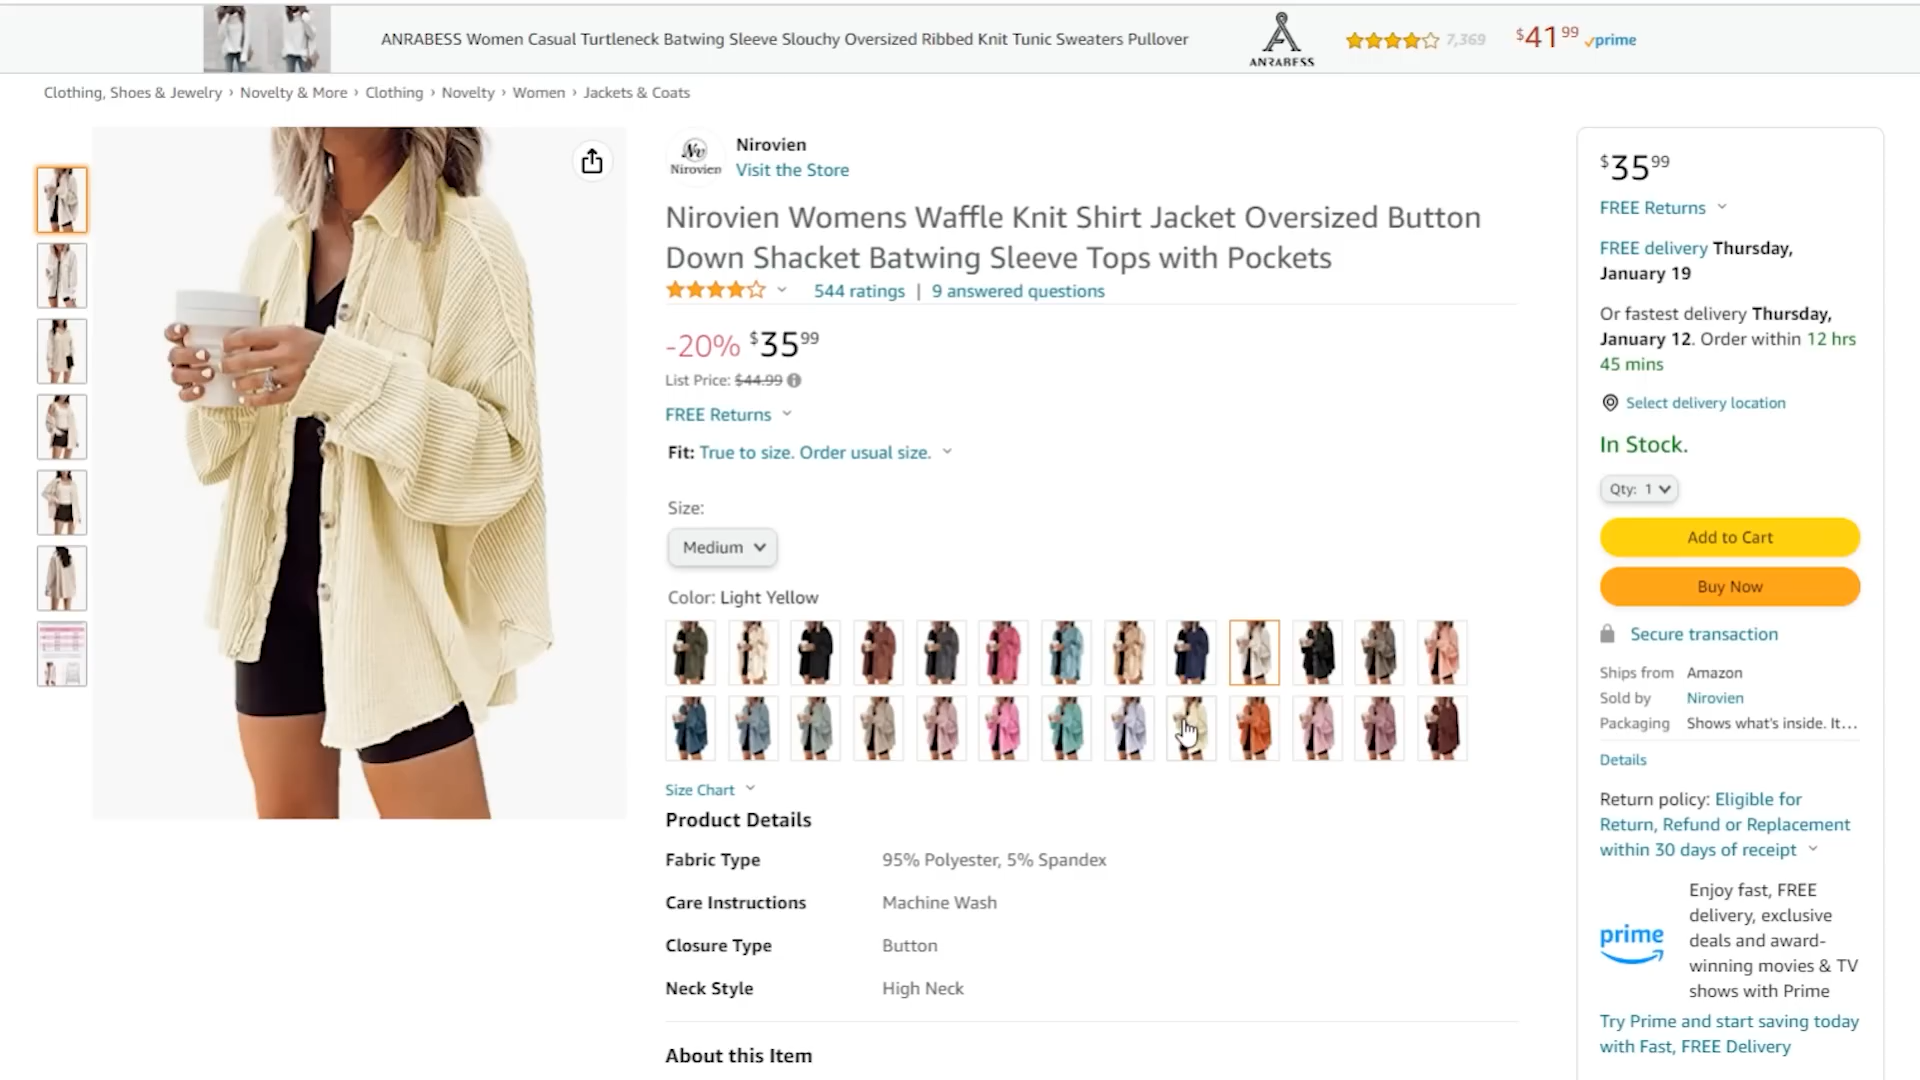 ANRABESS Women Casual Turtleneck Batwing Sleeve Slouchy Oversized Ribbed Knit Tunic Sweaters Pullover
ANRABESS
7,369
$41 99
prime
Clothing, Shoes & Jewelry › Novelty & More › Clothing › Novelty › Women › Jackets & Coats
Nv
Nirovien
Nirovien
Visit the Store
Nirovien Womens Waffle Knit Shirt Jacket Oversized Button
Down Shacket Batwing Sleeve Tops with Pockets
544 ratings | 9 answered questions
-20% $35 99
List Price: $44.99
FREE Returns
Fit: True to size. Order usual size.
Size:
Medium
Color: Light Yellow
Size Chart
Product Details
Fabric Type 95% Polyester, 5% Spandex
Care Instructions Machine Wash
Closure Type Button
Neck Style High Neck
About this Item
$35 99
FREE Returns
FREE delivery Thursday,
January 19
Or fastest delivery Thursday,
January 12. Order within 12 hrs
45 mins
Select delivery location
In Stock.
Qty: 1
Add to Cart
Buy Now
Secure transaction
Ships from Amazon
Sold by Nirovien
Packaging Shows what's inside. It…
Details
Return policy: Eligible for
Return, Refund or Replacement
within 30 days of receipt
prime
Enjoy fast, FREE
delivery, exclusive
deals and award-
winning movies & TV
shows with Prime
Try Prime and start saving today
with Fast, FREE Delivery